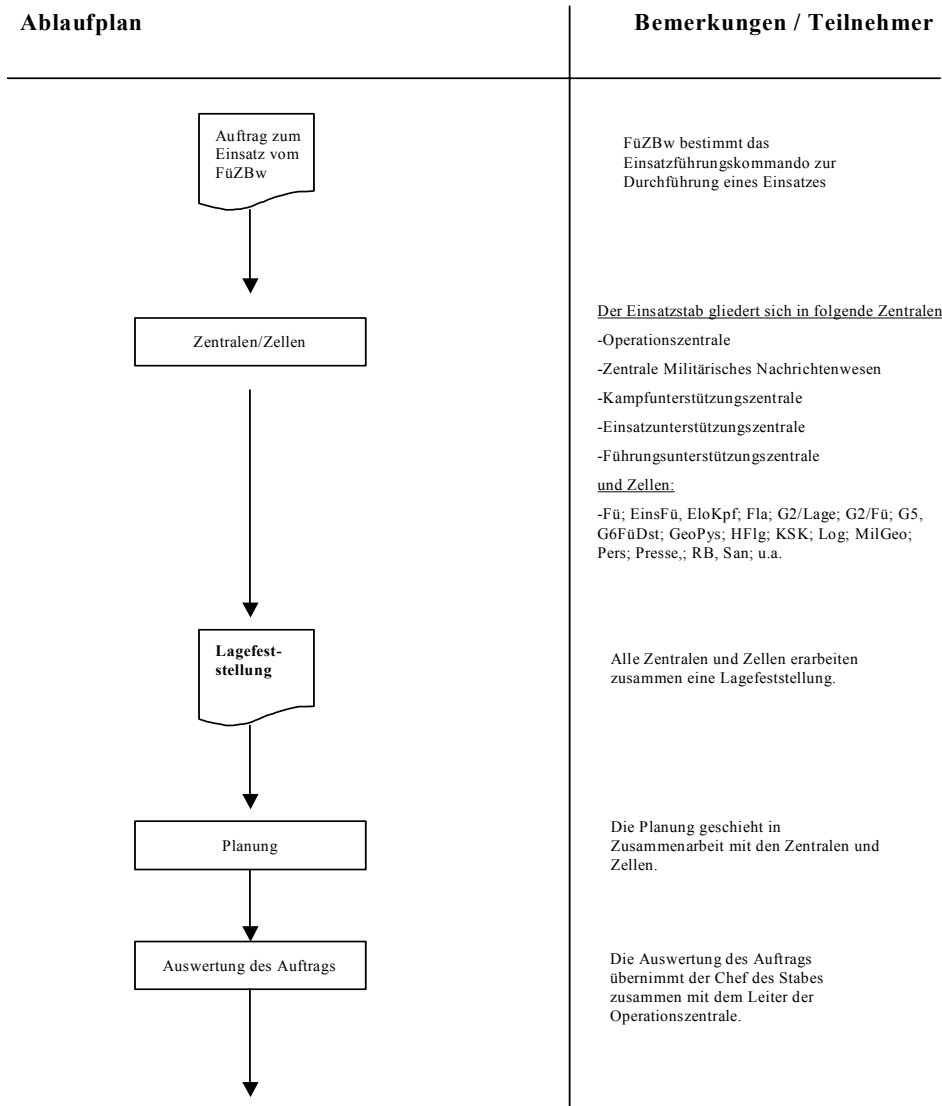 Ablaufplan
Bemerkungen / Teilnehmer
Auftrag zum
Einsatz vom
FüZBw
FüZBw bestimmt das
Einsatzführungskommando zur
Durchführung eines Einsatzes
Zentralen/Zellen
Der Einsatzstab gliedert sich in folgende Zentralen
-Operationszentrale
-Zentrale Militärisches Nachrichtenwesen
-Kampfunterstützungszentrale
-Einsatzunterstützungszentrale
-Führungsunterstützungszentrale
und Zellen:
-Fü; EinsFü, EloKpf; Fla; G2/Lage; G2/Fü; G5,
G6FüDst; GeoPys; HFlg; KSK; Log; MilGeo;
Pers; Presse,; RB, San; u.a.
Lagefest-
stellung
Alle Zentralen und Zellen erarbeiten
zusammen eine Lagefeststellung.
Planung
Die Planung geschieht in
Zusammenarbeit mit den Zentralen und
Zellen.
Auswertung des Auftrags
Die Auswertung des Auftrags
übernimmt der Chef des Stabes
zusammen mit dem Leiter der
Operationszentrale.